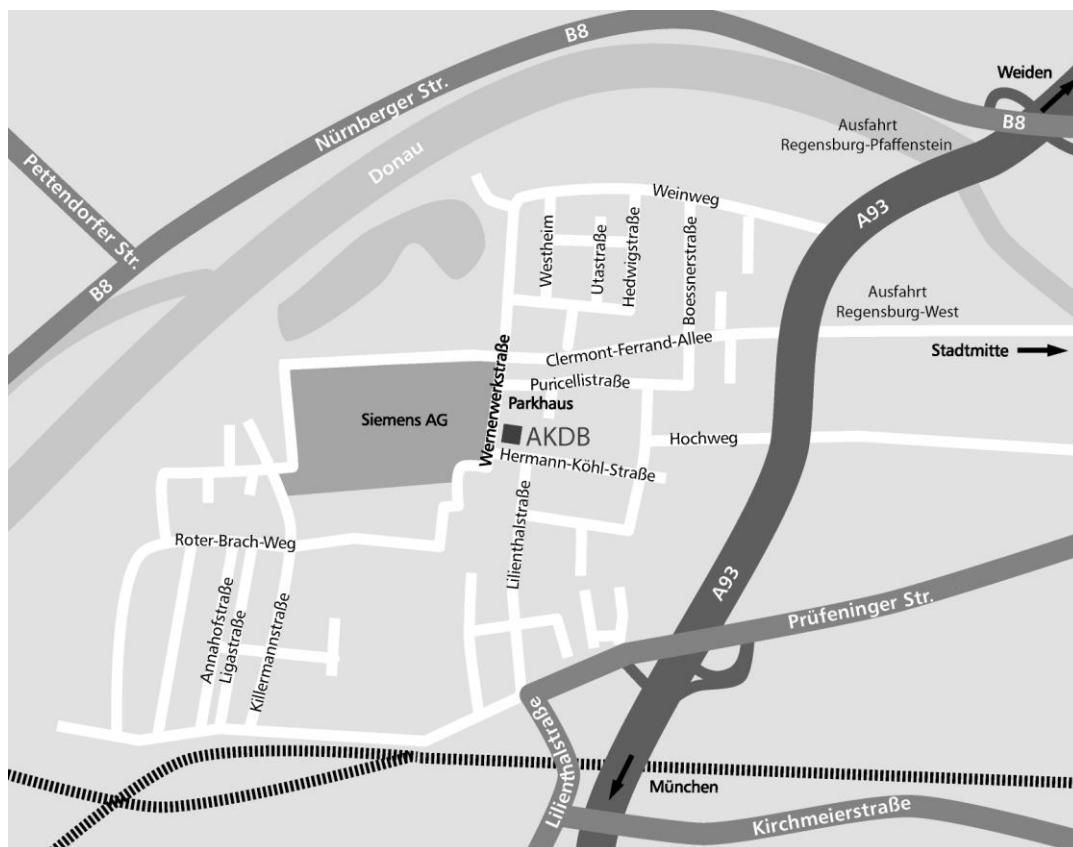 B8
Weiden
Nürnberger Str.
B8
Ausfahrt
Regensburg-Pfaffenstein
Donau
Pettendorfer Str.
Weinweg
A93
B8
Westheim
Utastraße
Hedwigstraße
Boessnerstraße
Ausfahrt
Regensburg-West
Clermont-Ferrand-Allee
Stadtmitte
Puricellistraße
Wernerwerkstraße
Parkhaus
Siemens AG
AKDB
Hochweg
Hermann-Köhl-Straße
Lilienthalstraße
Roter-Brach-Weg
A93
Prüfeninger Str.
Annahofstraße
Ligastraße
Killermannstraße
Lilienthalstraße
München
Kirchmeierstraße